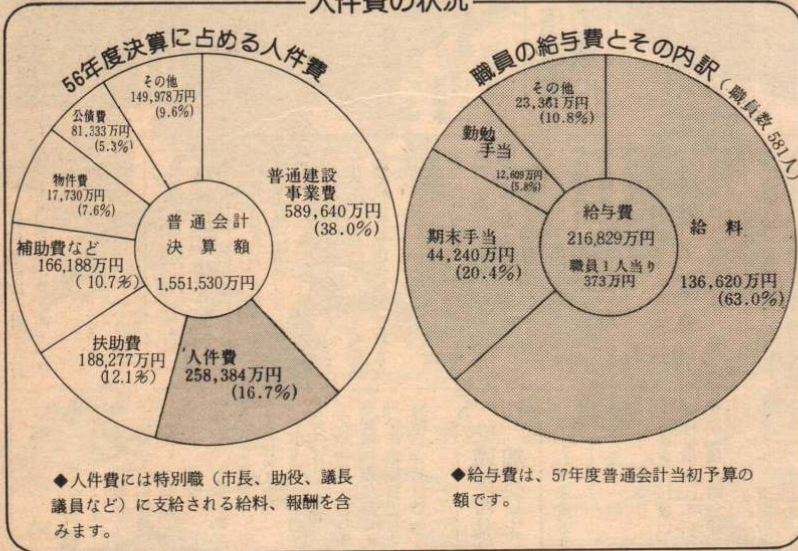 人件費の状況
56年度決算に占める人件費
その他
149,978万円
(9.6%)
公債費
81,333万円
(5.3%)
物件費
17,730万円
(7.6%)
補助費など
166,188万円
(10.7%)
扶助費
188,277万円
(12.1%)
人件費
258,384万円
(16.7%)
普通建設
事業費
589,640万円
(38.0%)
普通会計
決算額
1,551,530万円
◆人件費には特別職(市長、助役、議長
議員など)に支給される給料、報酬を含
みます。
職員の給与費とその内訳(職員数581人)
その他
23,361万円
(10.8%)
勤勉
手当
12,609万円
(5.8%)
期末手当
44,240万円
(20.4%)
給料
136,620万円
(63.0%)
給与費
216,829万円
職員1人当り
373万円
◆給与費は、57年度普通会計当初予算の
額です。